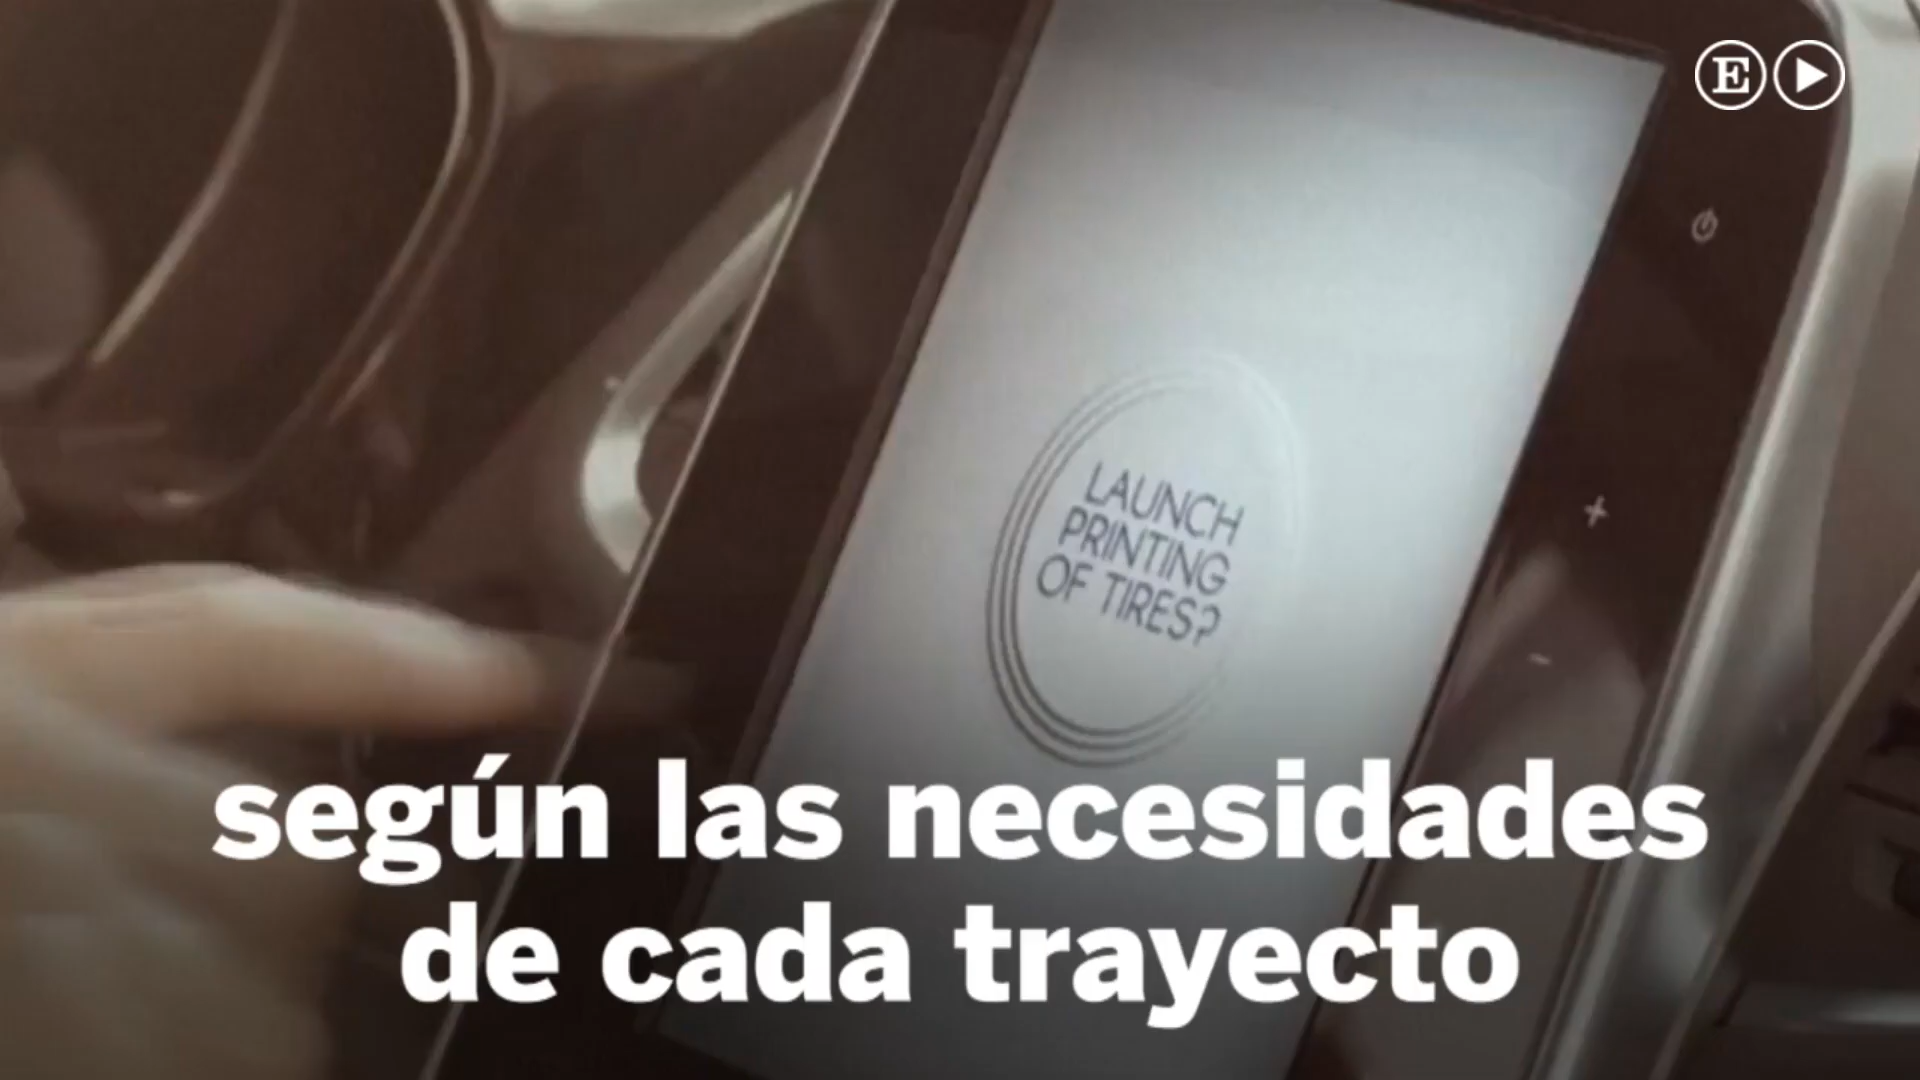 E
LAUNCH
PRINTING
OF TIRES?
según las necesidades
de cada trayecto